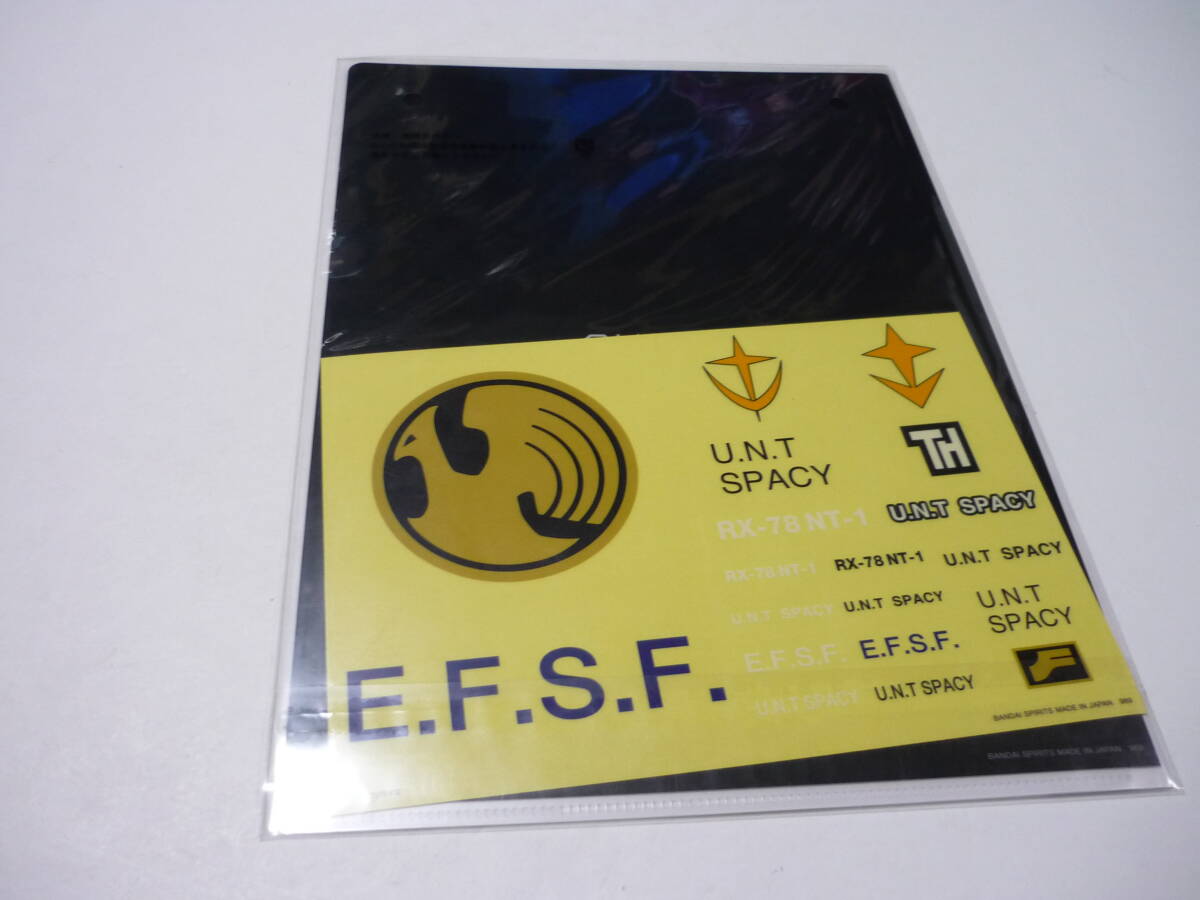 U.N.T
SPACY
TH
RX-78 NT-1
U.N.T SPACY
RX-78 NT-1
RX-78 NT-1
U.N.T SPACY
U.N.T SPACY
U.N.T SPACY
U.N.T
SPACY
E.F.S.F.
E.F.S.F.
E.F.S.F.
U.N.T SPACY
U.N.T SPACY
F
BANDAI SPIRITS MADE IN JAPAN
BANDAI SPIRITS MADE IN JAPAN